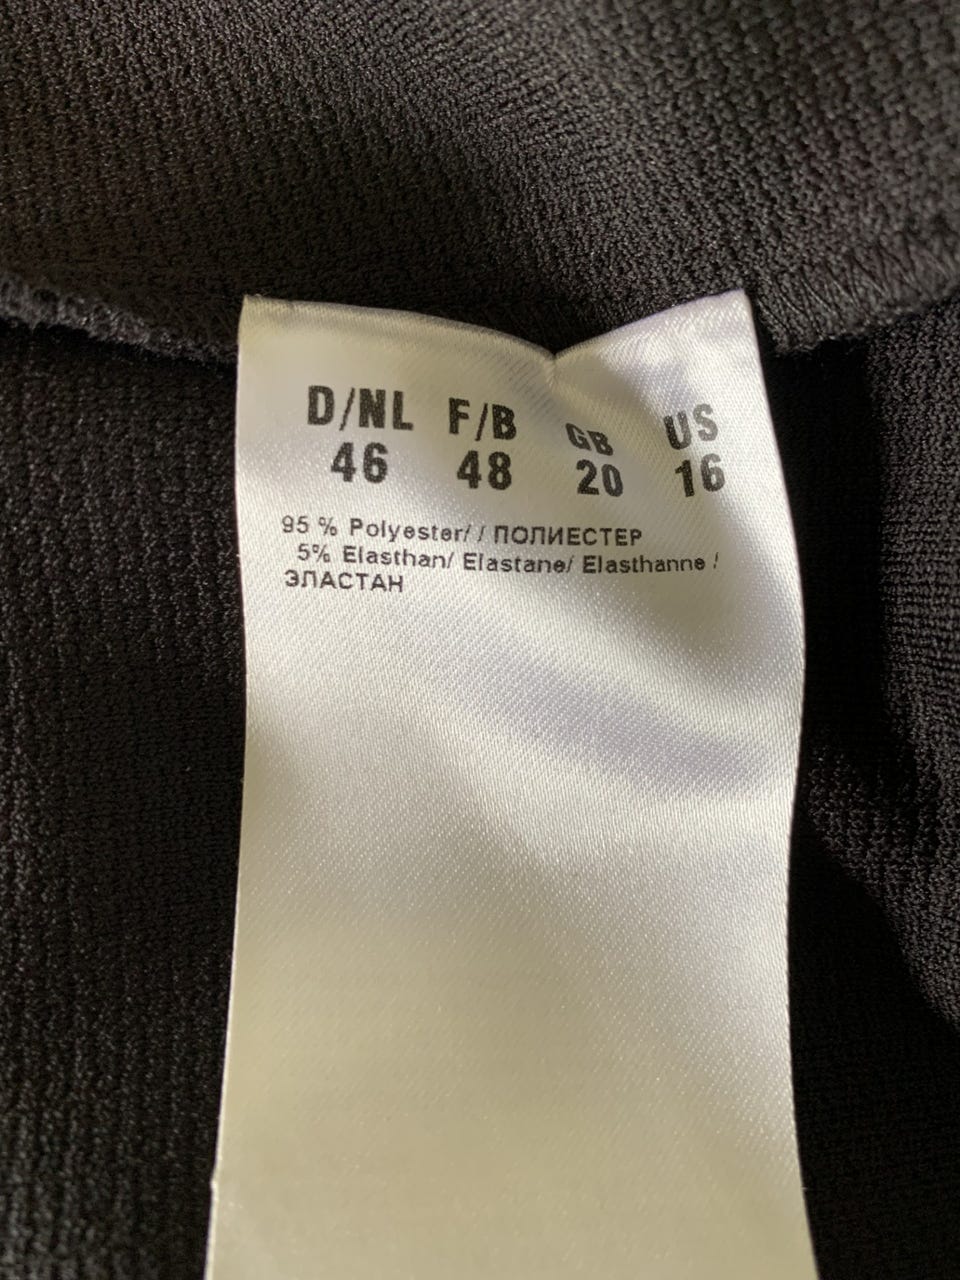 D/NL F/B GB US
46 48 20 16
95 % Polyester/ / ПОЛИЕСТЕР
5% Elasthan/ Elastane/ Elasthanne /
ЭЛАСТАН